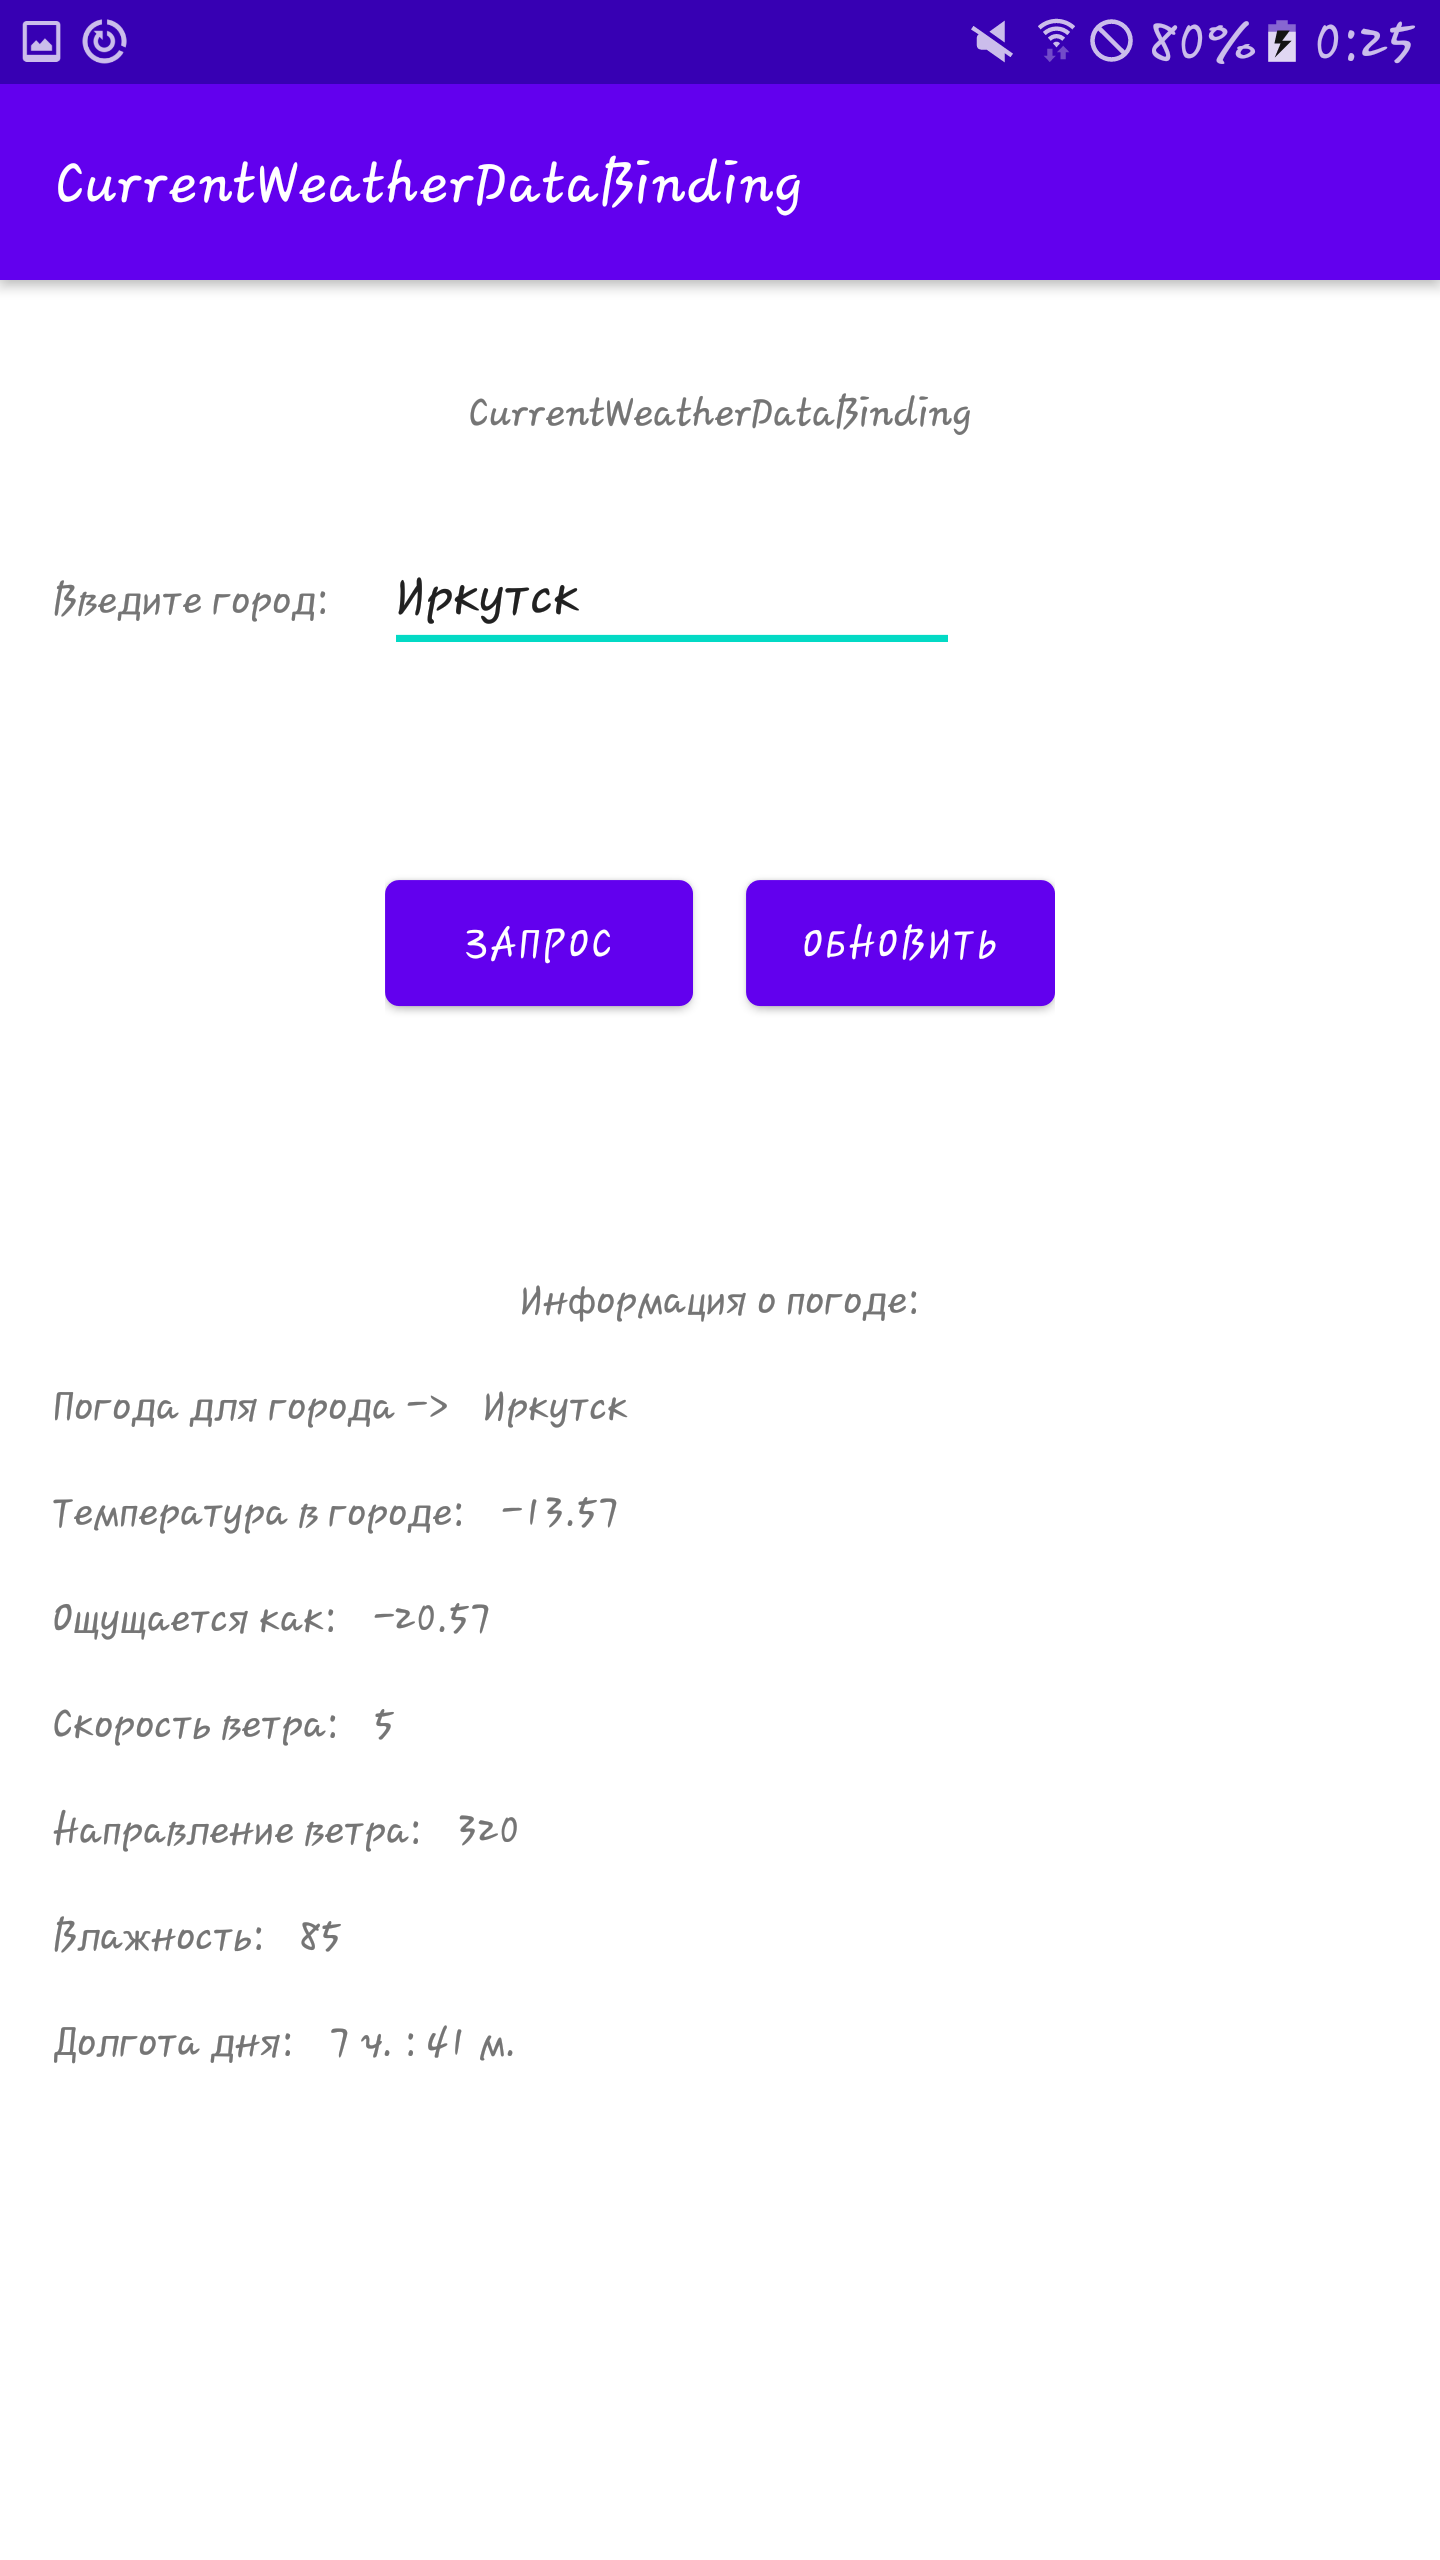 80% 0:25
CurrentWeatherDataBinding
CurrentWeatherDataBinding
Введите город: Иркутск
ЗАПРОС ОБНОВИТЬ
Информация о погоде:
Погода для города -> Иркутск
Температура в городе: -13.57
Ощущается как: -20.57
Скорость ветра: 5
Направление ветра: 320
Влажность: 85
Долгота дня: 7 ч. : 41 м.